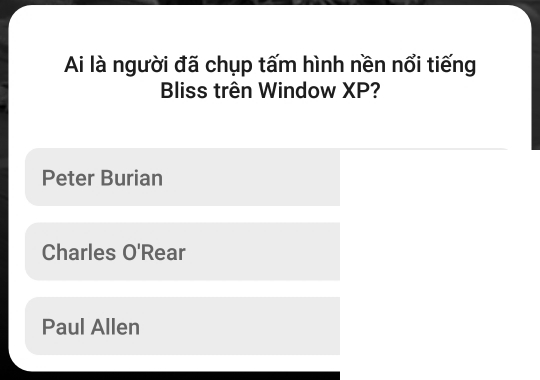 Ai là người đã chụp tấm hình nền nổi tiếng
Bliss trên Window XP?
Peter Burian
Charles O'Rear
Paul Allen